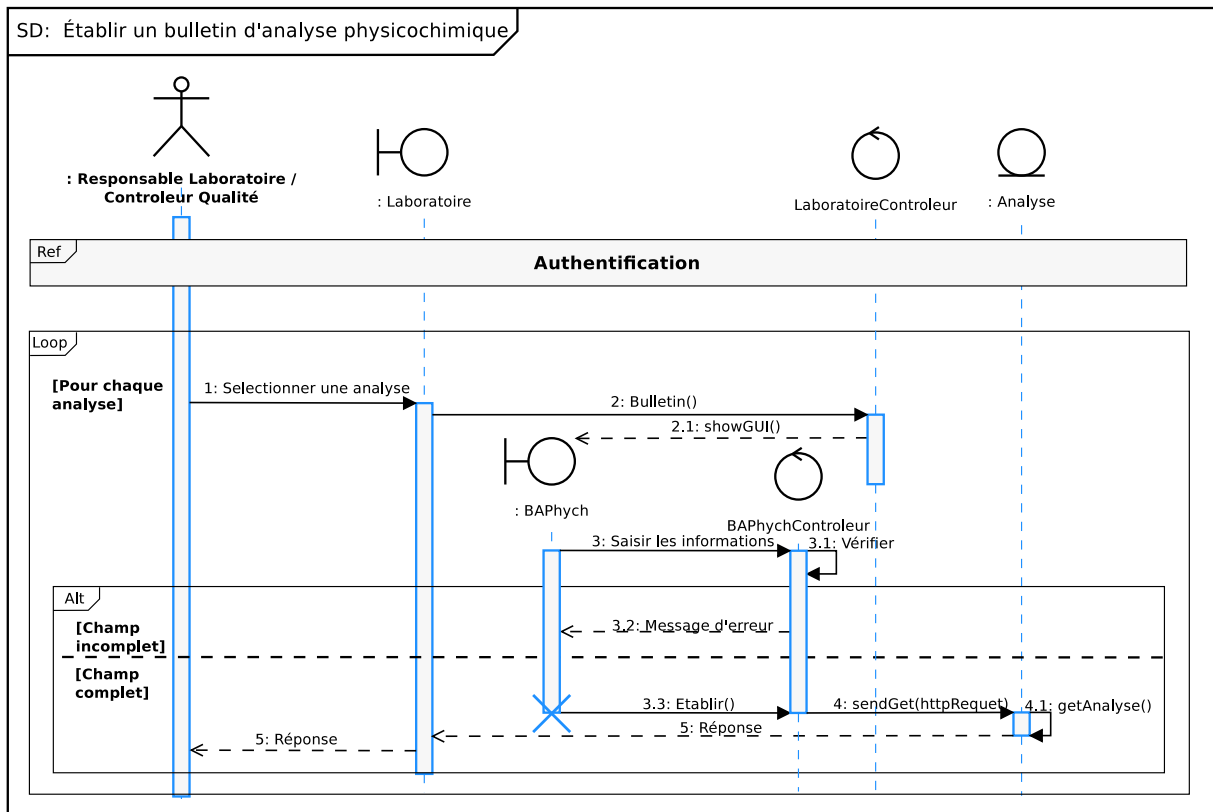 SD:  Établir un bulletin d'analyse physicochimique
: Responsable Laboratoire /
Controleur Qualité
: Laboratoire
LaboratoireControleur
: Analyse
Ref
Authentification
Loop
[Pour chaque
analyse]
1: Selectionner une analyse
2: Bulletin()
2.1: showGUI()
: BAPhych
BAPhychControleur
3: Saisir les informations
3.1: Vérifier
Alt
[Champ
incomplet]
3.2: Message d'erreur
[Champ
complet]
3.3: Etablir()
4: sendGet(httpRequet)
4.1: getAnalyse()
5: Réponse
5: Réponse